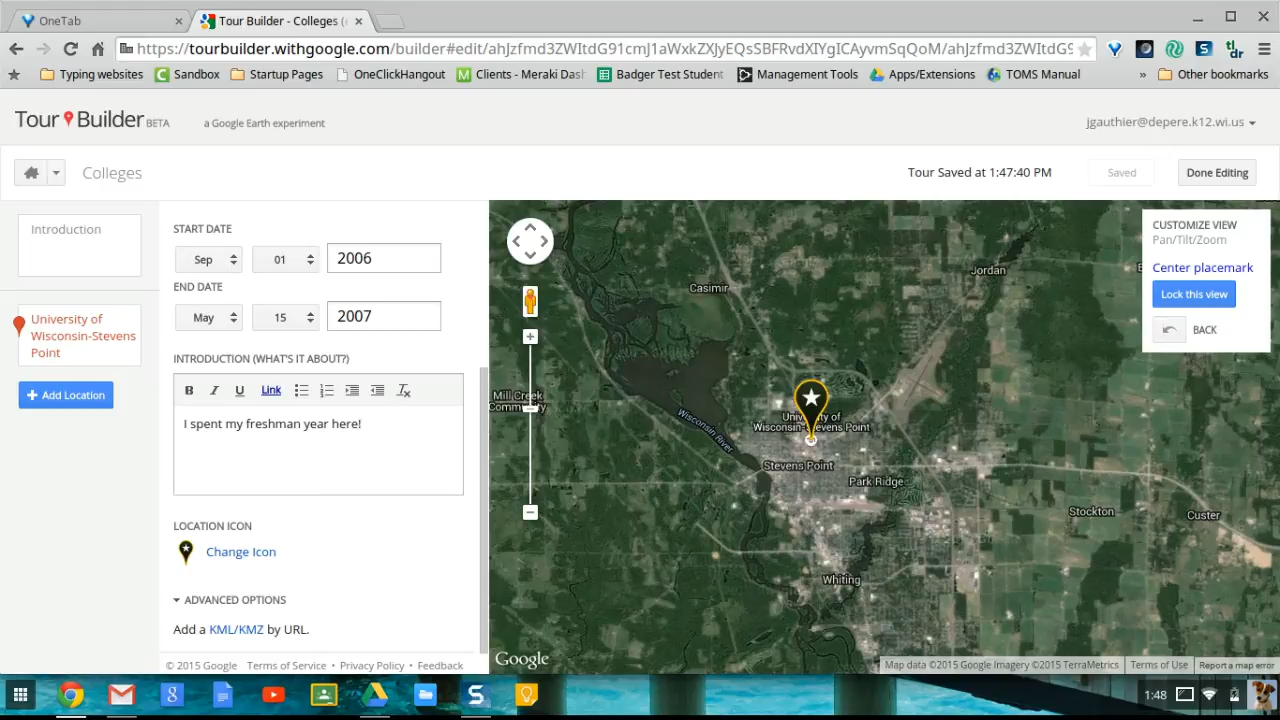 OneTab
Tour Builder - Colleges (
https://tourbuilder.withgoogle.com/builder#edit/ahJzfmd3ZWItdG91cmJ1aWxkZXJyEQsSBFRvdXIYgICAyvmSqQoM/ahJzfmd3ZWItdG9
Typing websites
Sandbox
Startup Pages
OneClickHangout
Clients - Meraki Das
Badger Test Student
Management Tools
Apps/Extensions
TOMS Manual
»
Other bookmarks
Tour Builder BETA
a Google Earth experiment
jgauthier@depere.k12.wi.us
Colleges
Tour Saved at 1:47:40 PM
Saved
Done Editing
Introduction
University of
Wisconsin-Stevens
Point
+ Add Location
START DATE
Sep
01
2006
END DATE
May
15
2007
INTRODUCTION (WHAT'S IT ABOUT?)
B I U Link
I spent my freshman year here!
LOCATION ICON
Change Icon
ADVANCED OPTIONS
Add a KML/KMZ by URL.
© 2015 Google Terms of Service • Privacy Policy • Feedback
CUSTOMIZE VIEW
Pan/Tilt/Zoom
Center placemark
Lock this view
BACK
Jordan
Casimir
Mill Creek
Community
Wisconsin River
University of
Wisconsin-Stevens Point
Stevens Point
Park Ridge
Stockton
Custer
Whiting
Google
Map data ©2015 Google Imagery ©2015 TerraMetrics
Terms of Use
Report a map error
1:48